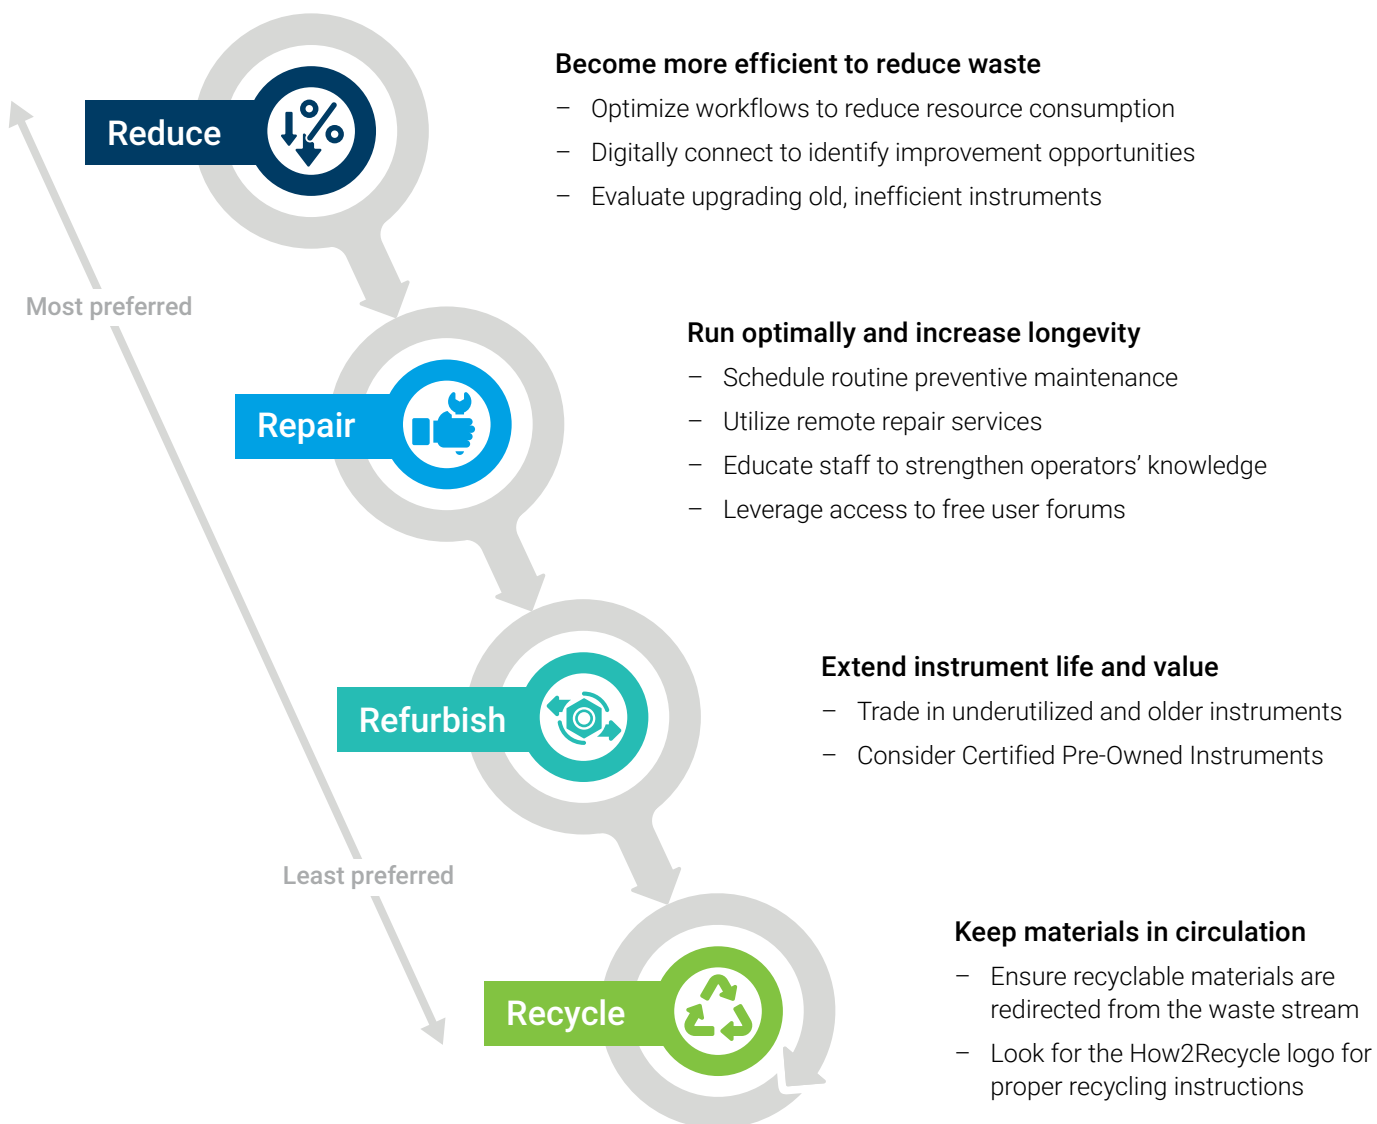 Reduce
Become more efficient to reduce waste
– Optimize workflows to reduce resource consumption
– Digitally connect to identify improvement opportunities
– Evaluate upgrading old, inefficient instruments
Most preferred
Repair
Run optimally and increase longevity
– Schedule routine preventive maintenance
– Utilize remote repair services
– Educate staff to strengthen operators’ knowledge
– Leverage access to free user forums
Refurbish
Extend instrument life and value
– Trade in underutilized and older instruments
– Consider Certified Pre-Owned Instruments
Least preferred
Recycle
Keep materials in circulation
– Ensure recyclable materials are
redirected from the waste stream
– Look for the How2Recycle logo for
proper recycling instructions